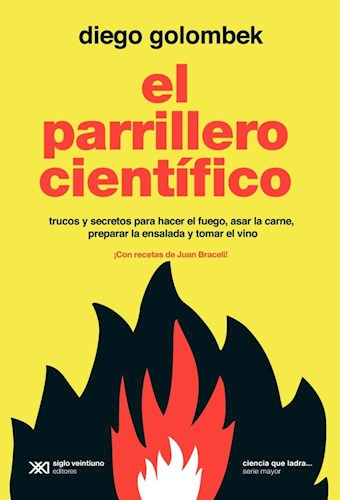 diego golombek
el
parrillero
científico
trucos y secretos para hacer el fuego, asar la carne,
preparar la ensalada y tomar el vino
¡Con recetas de Juan Braceli!
siglo veintiuno
editores
ciencia que ladra...
serie mayor